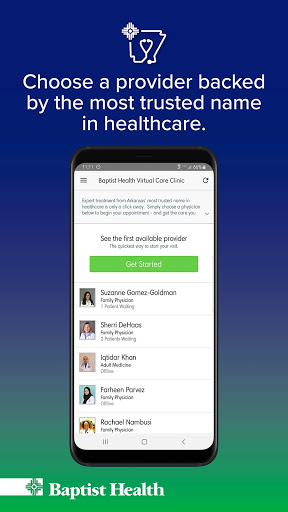 Choose a provider backed
by the most trusted name
in healthcare.
11:11
Baptist Health Virtual Care Clinic
Expert treatment from Arkansas' most trusted name in
healthcare is only a click away. Simply choose a physician
below to begin your appointment - and get the care you
See the first available provider
The quickest way to start your visit.
Get Started
Suzanne Gomez-Goldman
Family Physician
1 Patient Waiting
Sherri DeHaas
Family Physician
3 Patients Waiting
Iqtidar Khan
Adult Medicine
Offline
Farheen Parvez
Family Physician
Offline
Rachael Nambusi
Family Physician
Baptist Health